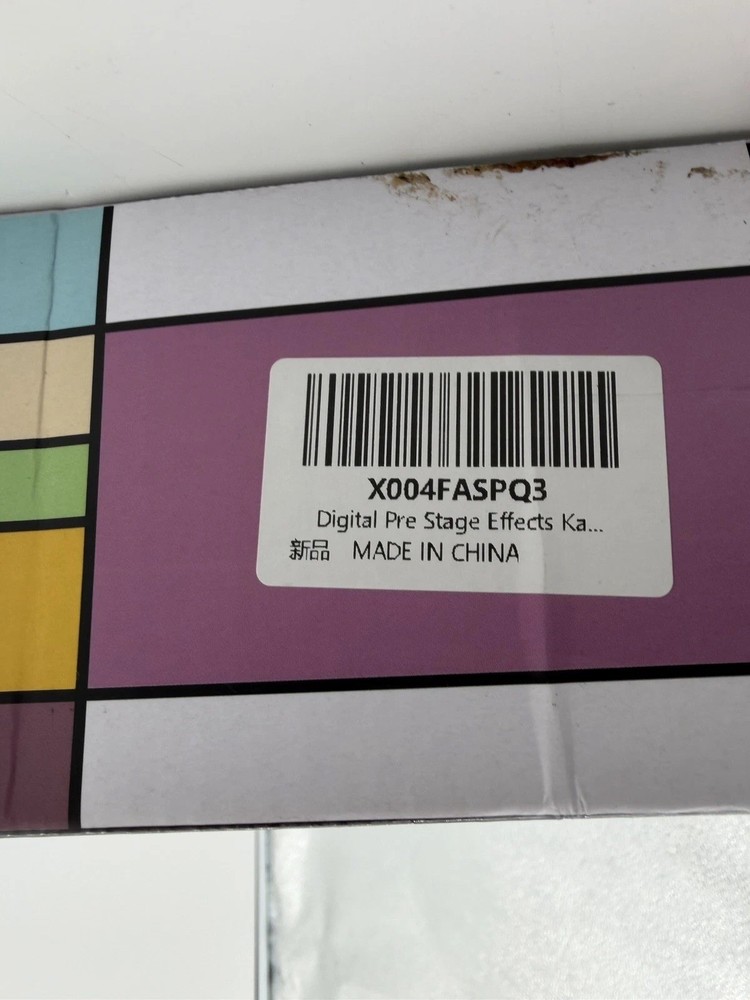 X004FASPQ3
Digital Pre Stage Effects Ka...
新品 MADE IN CHINA